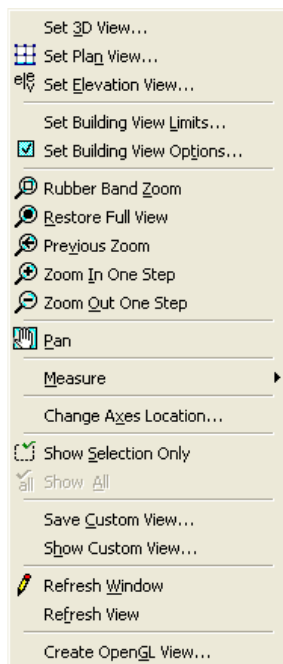 Set 3D View...
Set Plan View...
ele Set Elevation View...
Set Building View Limits...
Set Building View Options...
Rubber Band Zoom
Restore Full View
Previous Zoom
Zoom In One Step
Zoom Out One Step
Pan
Measure
Change Axes Location...
Show Selection Only
all Show All
Save Custom View...
Show Custom View...
Refresh Window
Refresh View
Create OpenGL View...